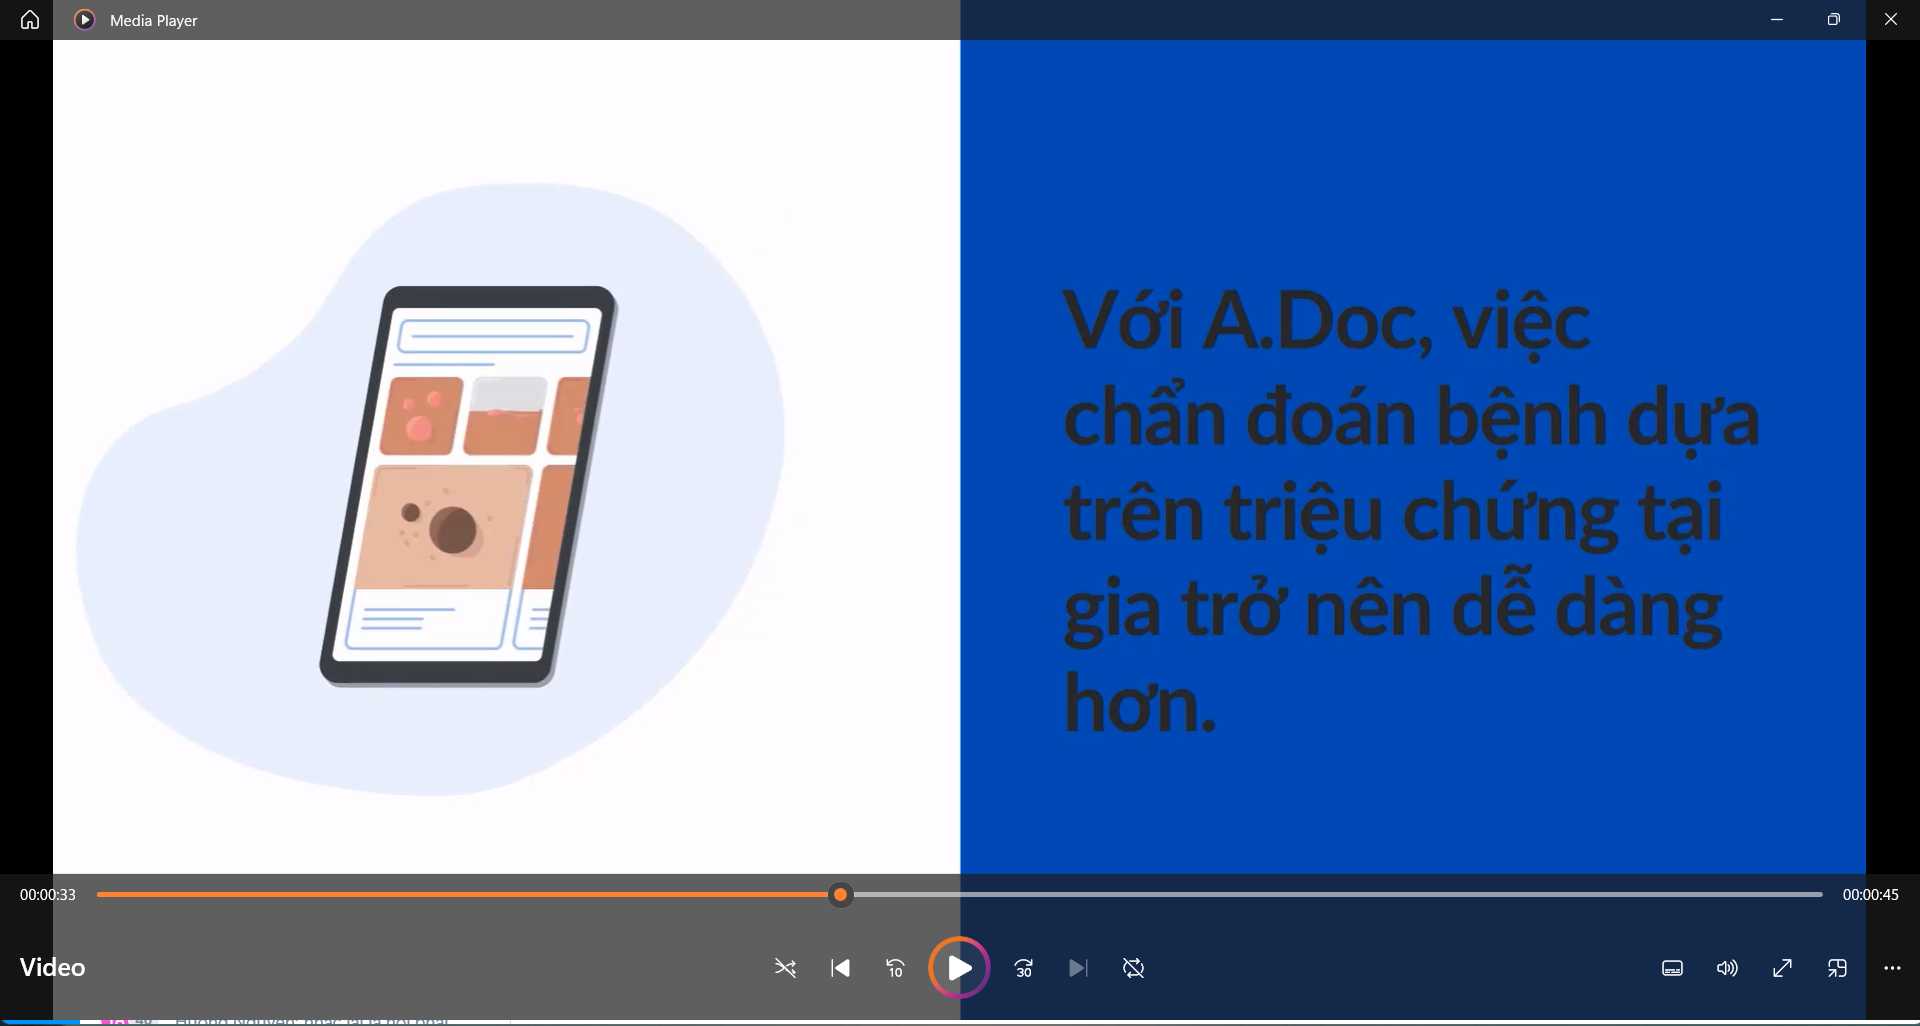 Media Player
Với A.Doc, việc
chẩn đoán bệnh dựa
trên triệu chứng tại
gia trở nên dễ dàng
hơn.
00:00:33
00:00:45
Video
10
30